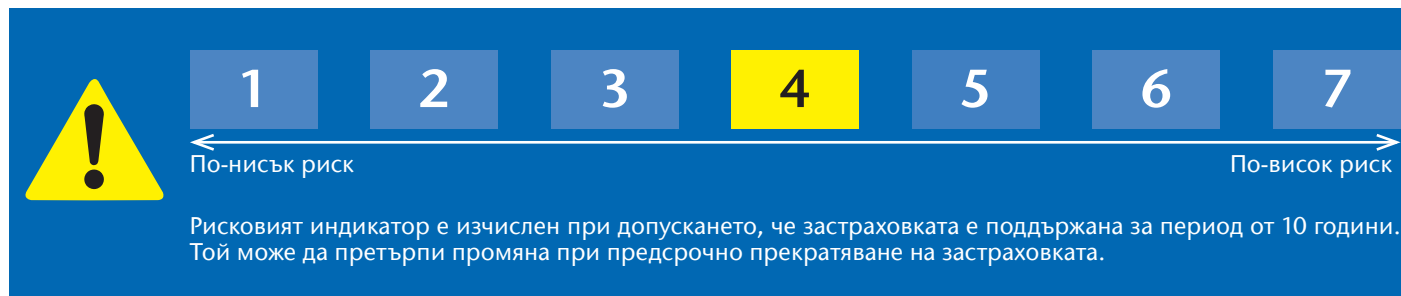 1 2 3 4 5 6 7
По-нисък риск По-висок риск
Рисковият индикатор е изчислен при допускането, че застраховката е поддържана за период от 10 години.
Той може да претърпи промяна при предсрочно прекратяване на застраховката.